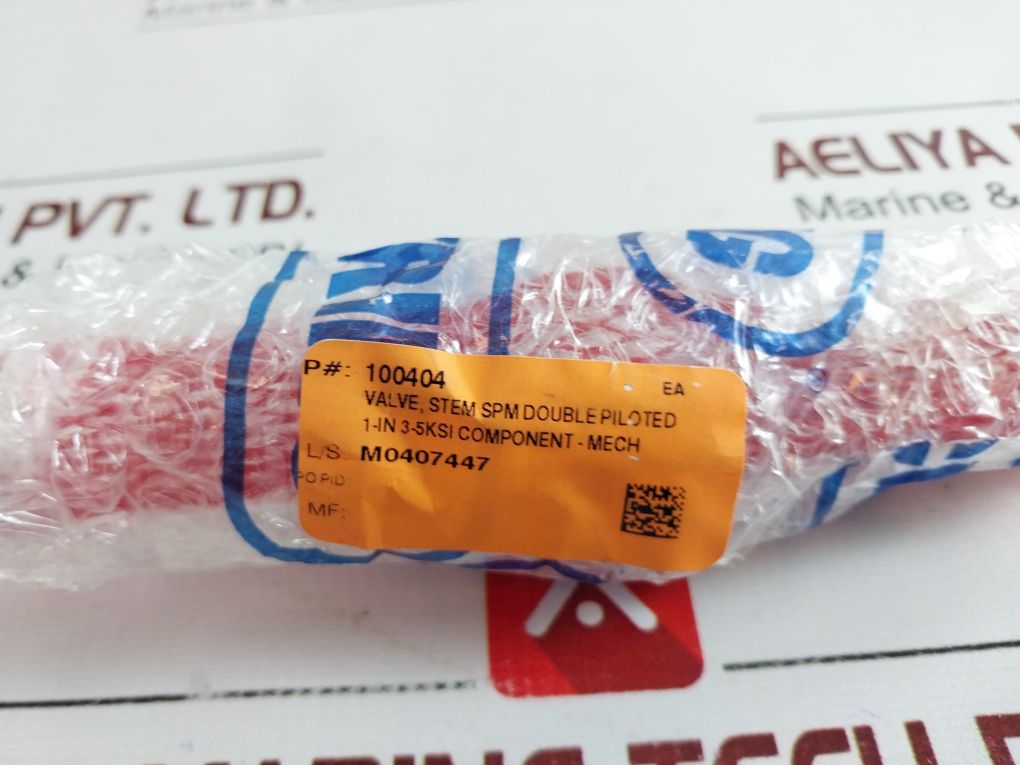 PVT. LTD.
&
AELIYA
Marine &
P#: 100404 EA
VALVE, STEM SPM DOUBLE PILOTED
1-IN 3-5KSI COMPONENT - MECH
L/S M0407447
PO PID
MF:
TECH